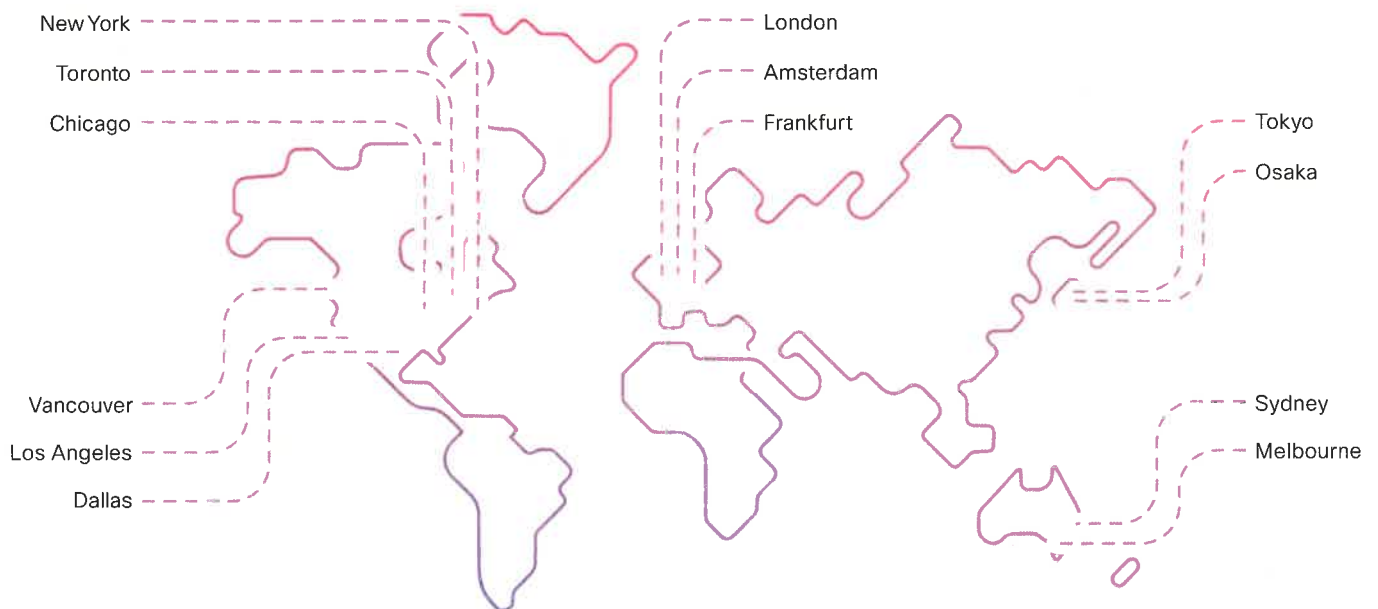 New York
Toronto
Chicago
London
Amsterdam
Frankfurt
Tokyo
Osaka
Vancouver
Los Angeles
Dallas
Sydney
Melbourne